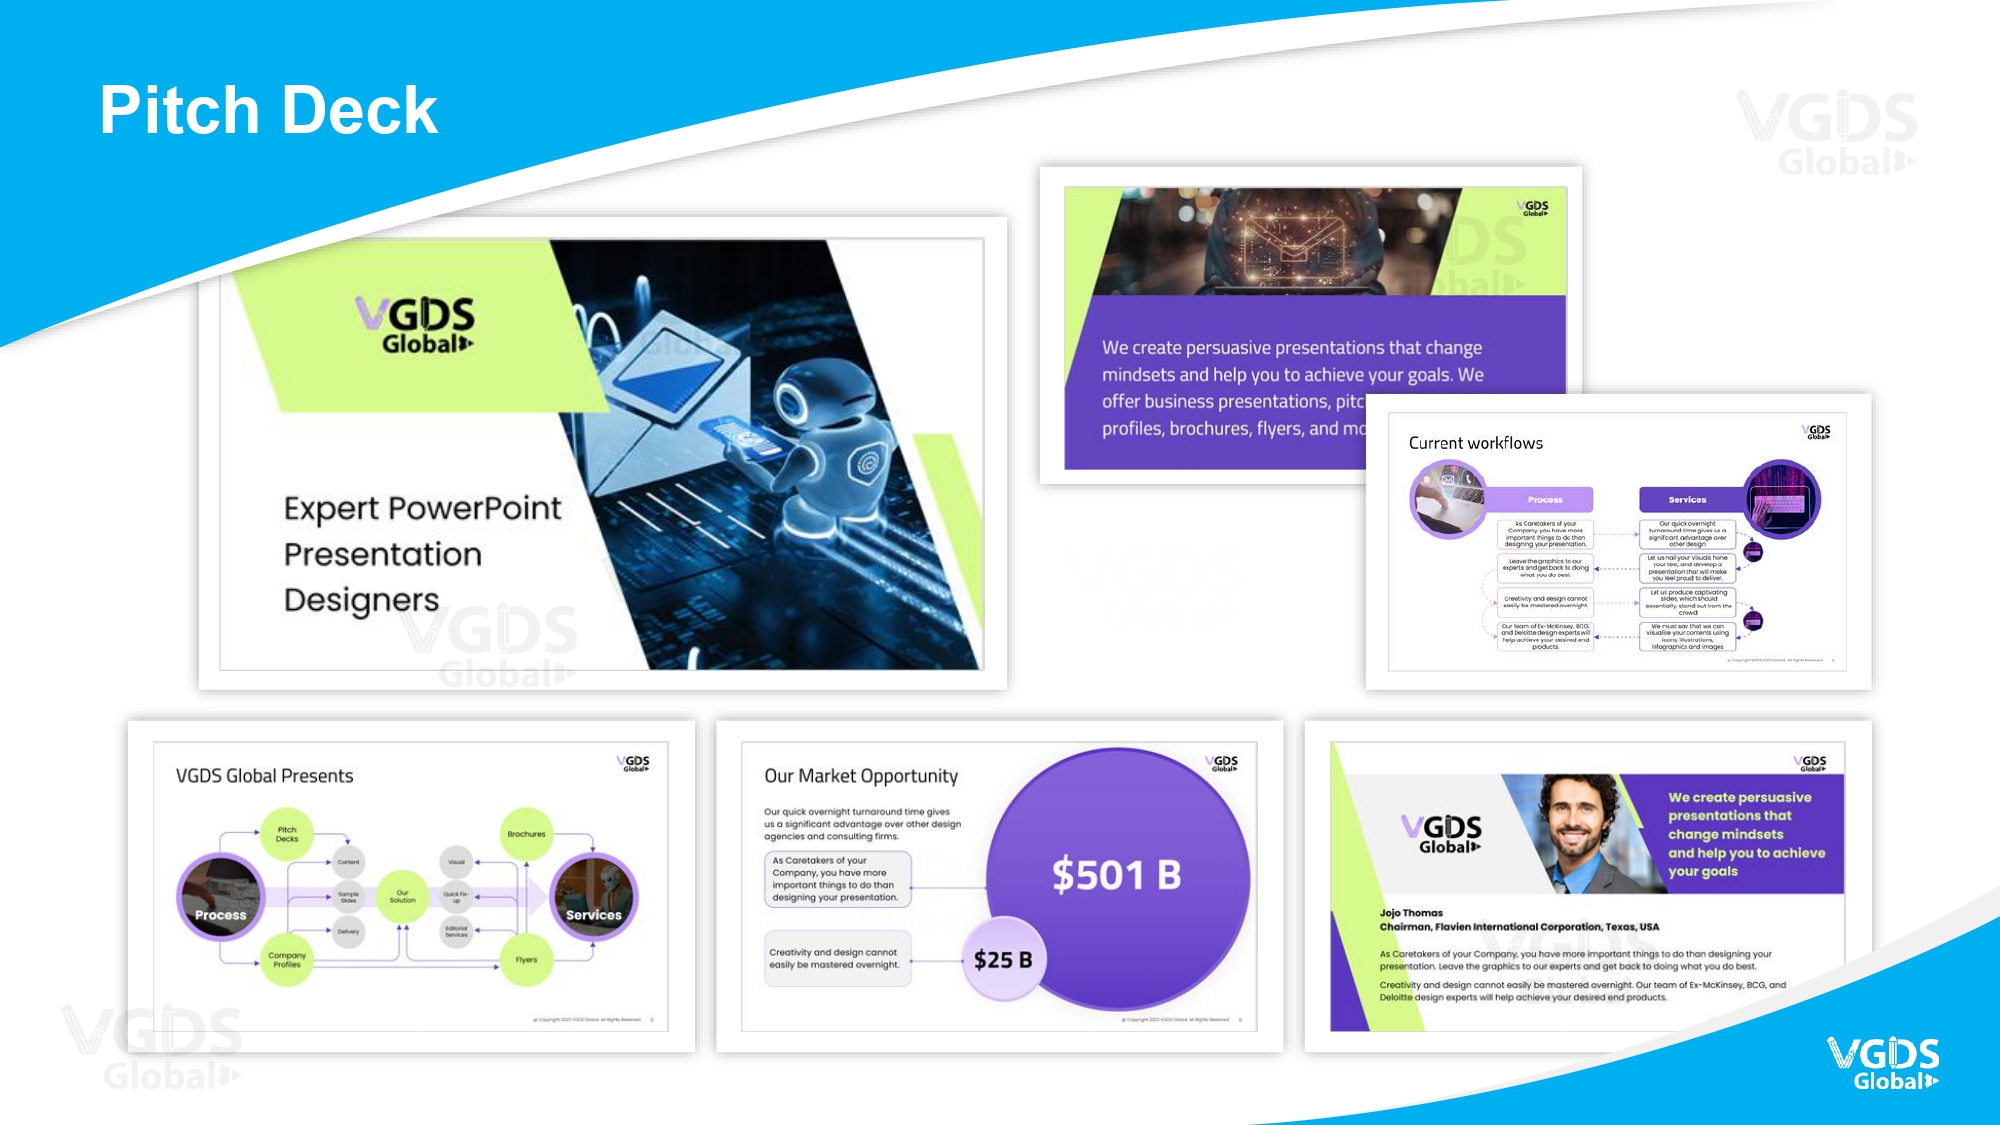 Pitch Deck
VGDS
Global
VGDS
Global
Expert PowerPoint
Presentation
Designers
VGDS
Global
VGDS
Global
We create persuasive presentations that change
mindsets and help you to achieve your goals. We
offer business presentations, pitc
profiles, brochures, flyers, and mo
Current workflows
VGDS
Global
Process
As Caretakers of your
Company, you have more
important things to do than
designing your presentation.
Leave the graphics to our
experts and get back to doing
what you do best.
Creativity and design cannot
easily be mastered overnight.
Our team of Ex-McKinsey, BCG,
and Deloitte design experts will
help achieve your desired end
products.
Services
Our quick overnight
turnaround time gives us a
significant advantage over
other design
Let us nail your visuals hone
your text, and develop a
presentation that will make
you feel proud to deliver.
Let us produce captivating
slides, which should
essentially, stand out from the
crowd
We must say that we can
visualize your contents using
icons, illustrations,
infographics and images
VGDS Global Presents
VGDS
Global
Pitch
Decks
Brochures
Content
Visual
Process
Sample
Slides
Our
Solution
Quick Fix-
up
Services
Delivery
Editorial
Services
Company
Profiles
Flyers
Copyright 2023 VGDS Global. All Rights Reserved
5
Our Market Opportunity
VGDS
Global
Our quick overnight turnaround time gives
us a significant advantage over other design
agencies and consulting firms.
As Caretakers of your
Company, you have more
important things to do than
designing your presentation.
$501 B
Creativity and design cannot
easily be mastered overnight.
$25 B
Copyright 2023 VGDS Global. All Rights Reserved
VGDS
Global
VGDS
Global
We create persuasive
presentations that
change mindsets
and help you to achieve
your goals
Jojo Thomas
Chairman, Flavien International Corporation, Texas, USA
As Caretakers of your Company, you have more important things to do than designing your
presentation. Leave the graphics to our experts and get back to doing what you do best.
Creativity and design cannot easily be mastered overnight. Our team of Ex-McKinsey, BCG, and
Deloitte design experts will help achieve your desired end products.
VGDS
Global
VGDS
Global